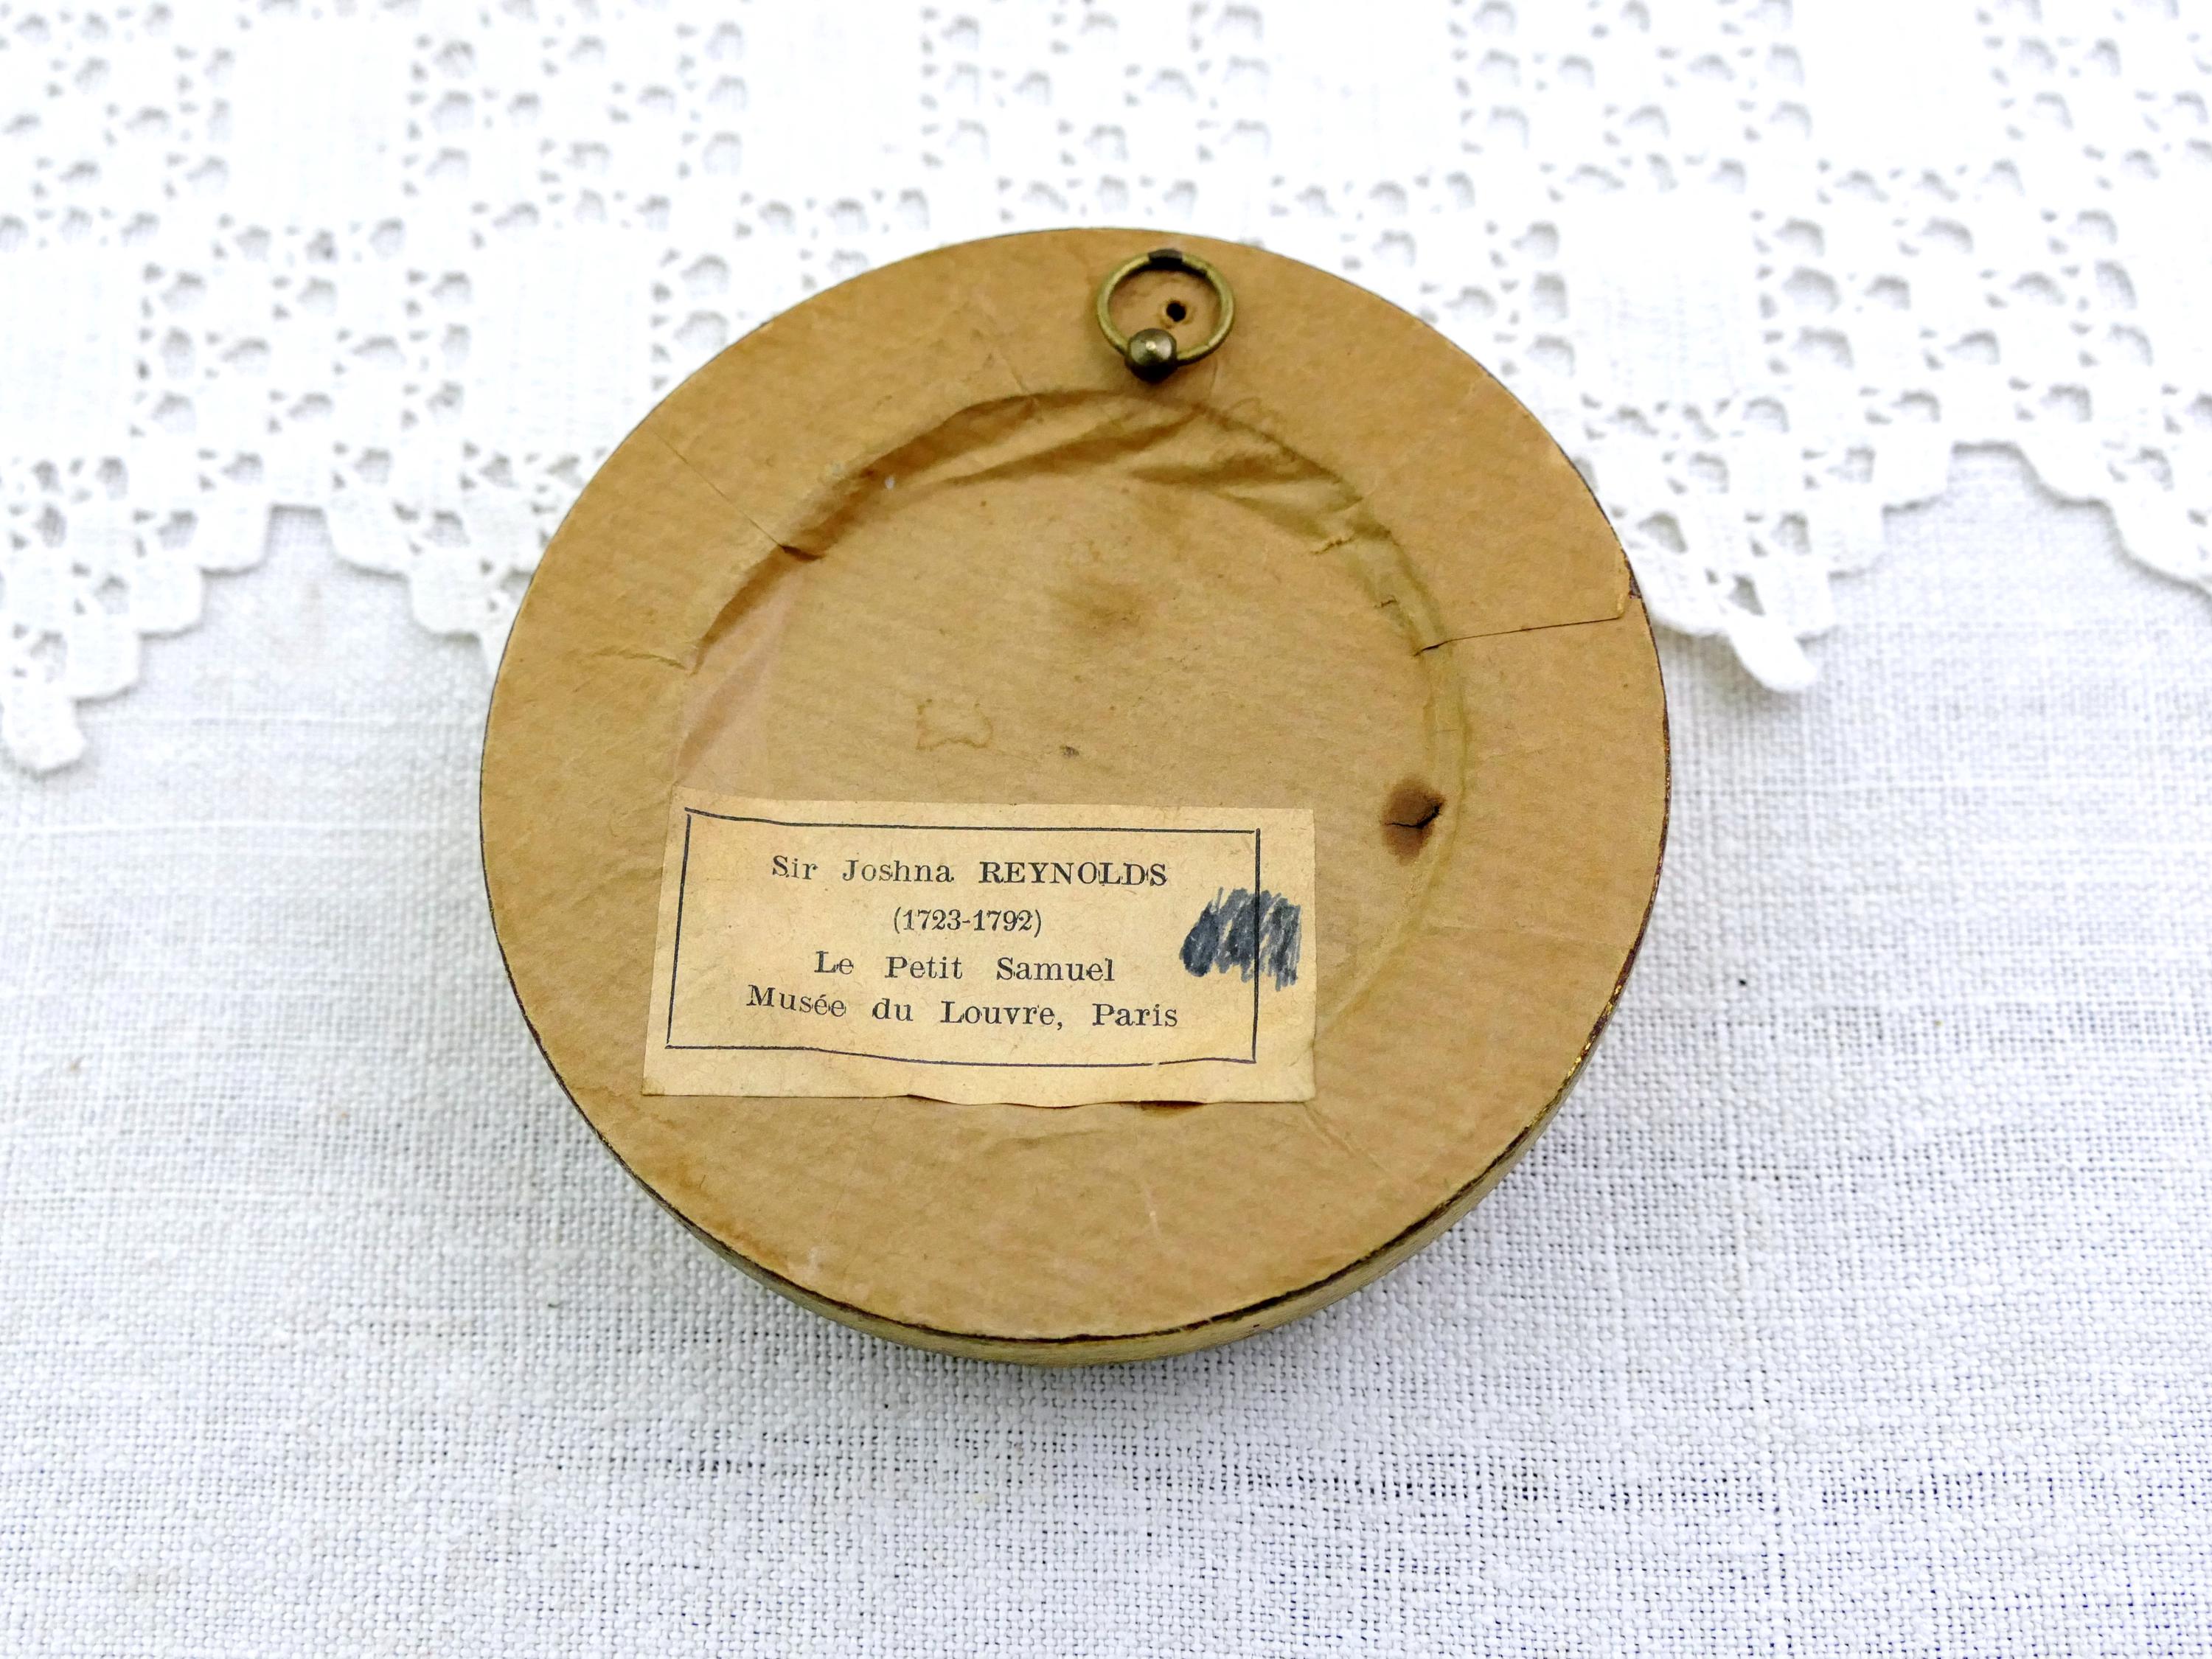 Sir Joshna REYNOLDS
(1723-1792)
Le Petit Samuel
Musée du Louvre, Paris